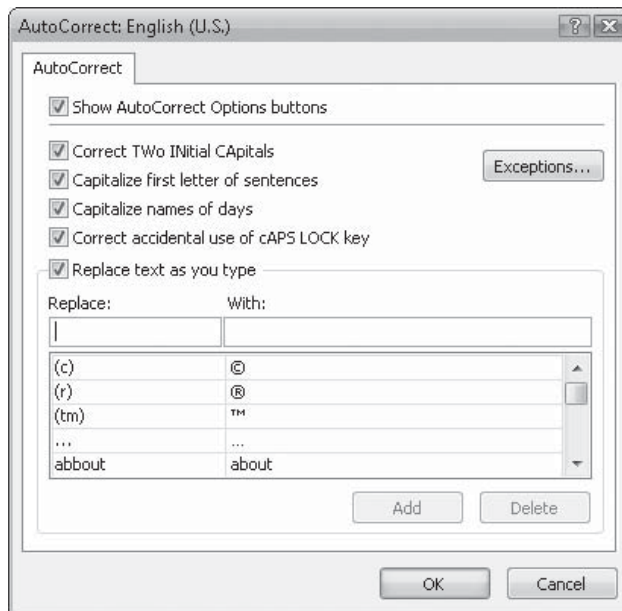 AutoCorrect: English (U.S.)
AutoCorrect
Show AutoCorrect Options buttons
Correct TWo INitial CApitals
Exceptions...
Capitalize first letter of sentences
Capitalize names of days
Correct accidental use of cAPS LOCK key
Replace text as you type
Replace: With:
(c) ©
(r) ®
(tm) ™
... ...
abbout about
Add Delete
OK Cancel